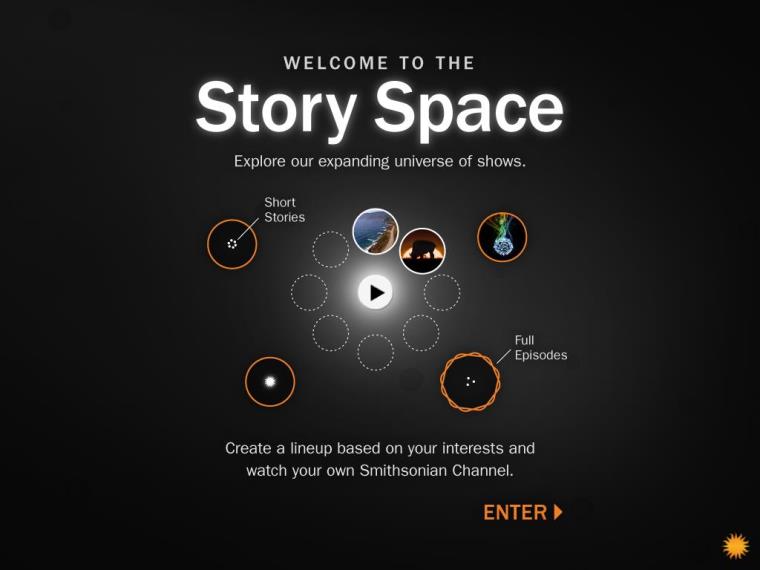 WELCOME TO THE
Story Space
Explore our expanding universe of shows.
Short
Stories
Full
Episodes
Create a lineup based on your interests and
watch your own Smithsonian Channel.
ENTER